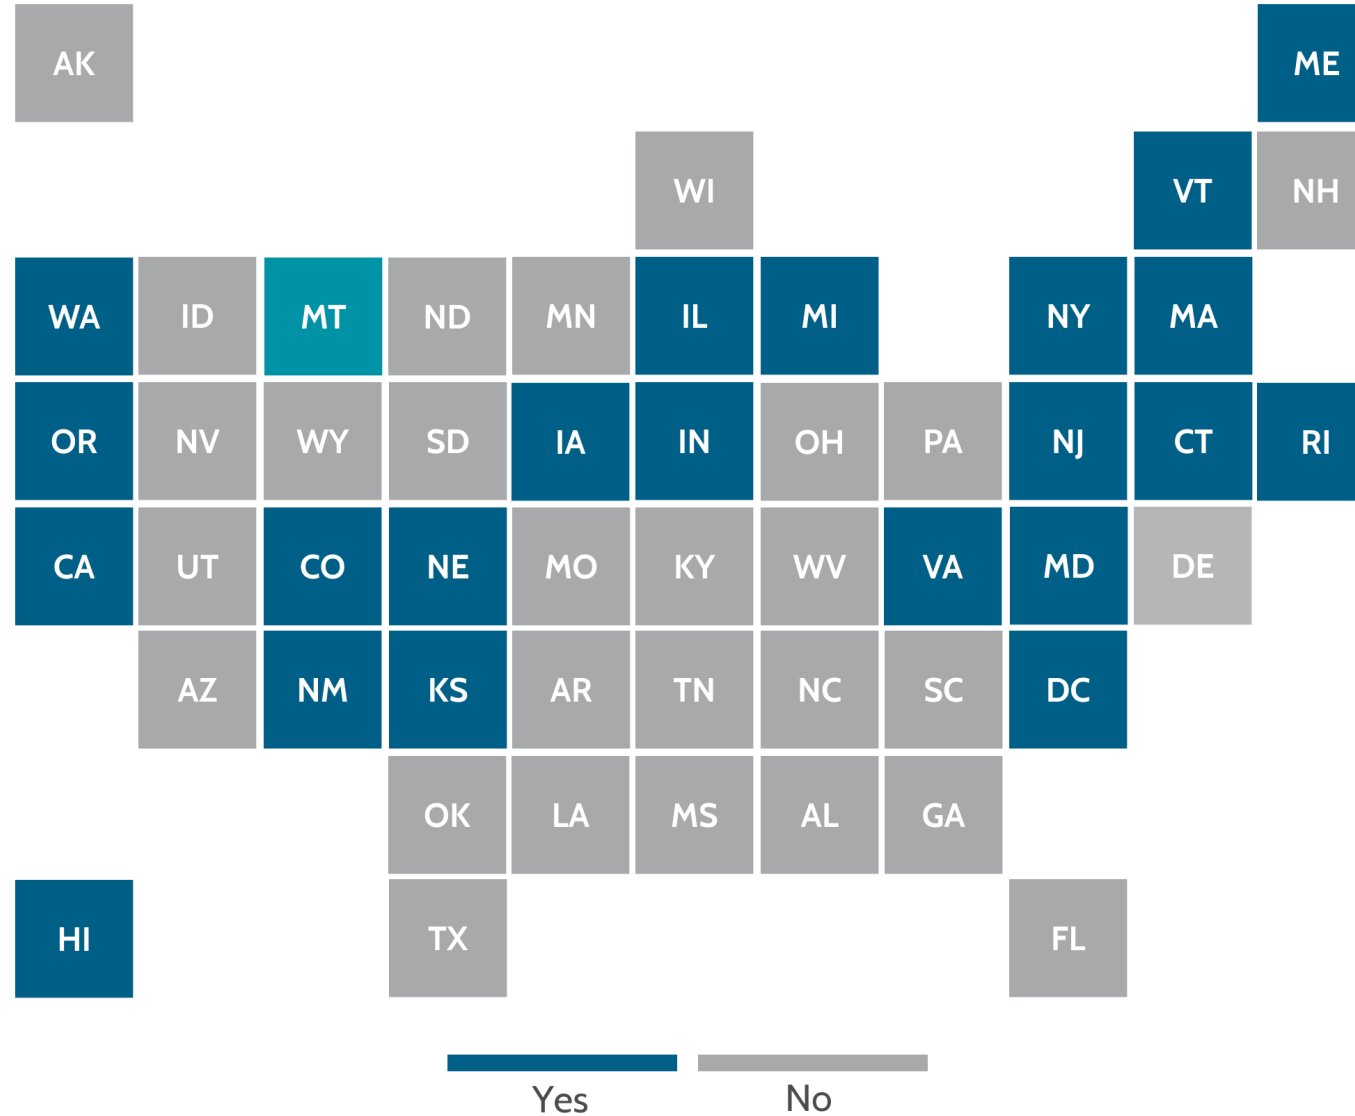 AK ME
WI VT NH
WA ID MT ND MN IL MI NY MA
OR NV WY SD IA IN OH PA NJ CT RI
CA UT CO NE MO KY WV VA MD DE
AZ NM KS AR TN NC SC DC
OK LA MS AL GA
HI TX FL
Yes No